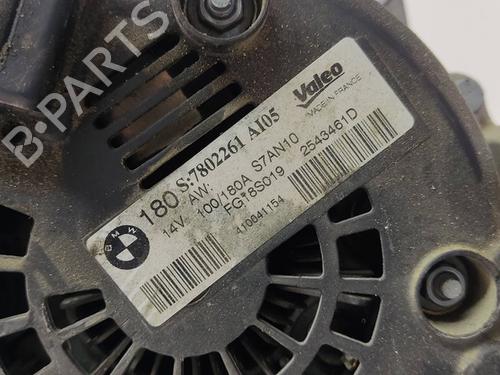 B-PARTS
Valeo
MADE IN FRANCE
180 S:7802261 AI05
AW:
14V 100/180A S7AN10
FG18S019 2543461D
410041154
BMW